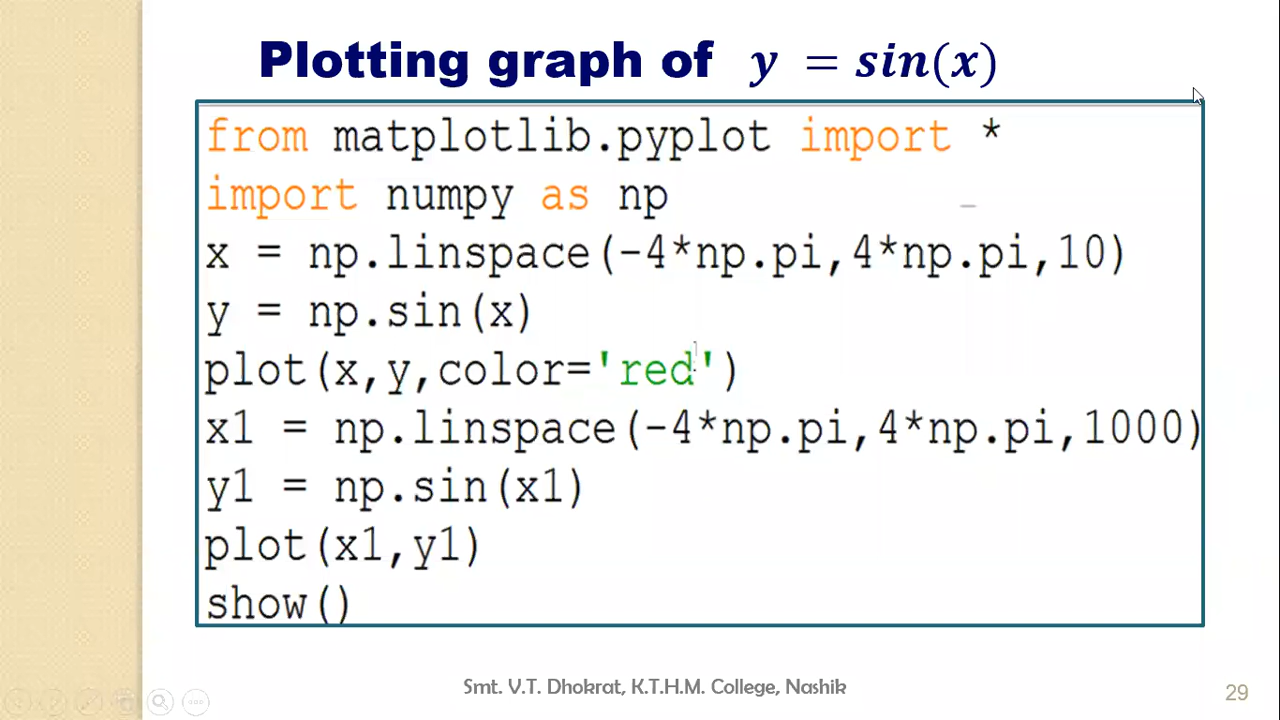 Plotting graph of y = sin(x)
from matplotlib.pyplot import *
import numpy as np
x = np.linspace(-4*np.pi,4*np.pi,10)
y = np.sin(x)
plot(x,y,color='red')
x1 = np.linspace(-4*np.pi,4*np.pi,1000)
y1 = np.sin(x1)
plot(x1,y1)
show()
Smt. V.T. Dhokrat, K.T.H.M. College, Nashik
29